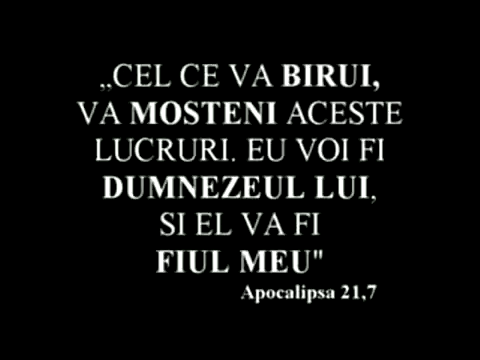 „CEL CE VA BIRUI,
VA MOSTENI ACESTE
LUCRURI. EU VOI FI
DUMNEZEUL LUI,
SI EL VA FI
FIUL MEU"
Apocalipsa 21,7